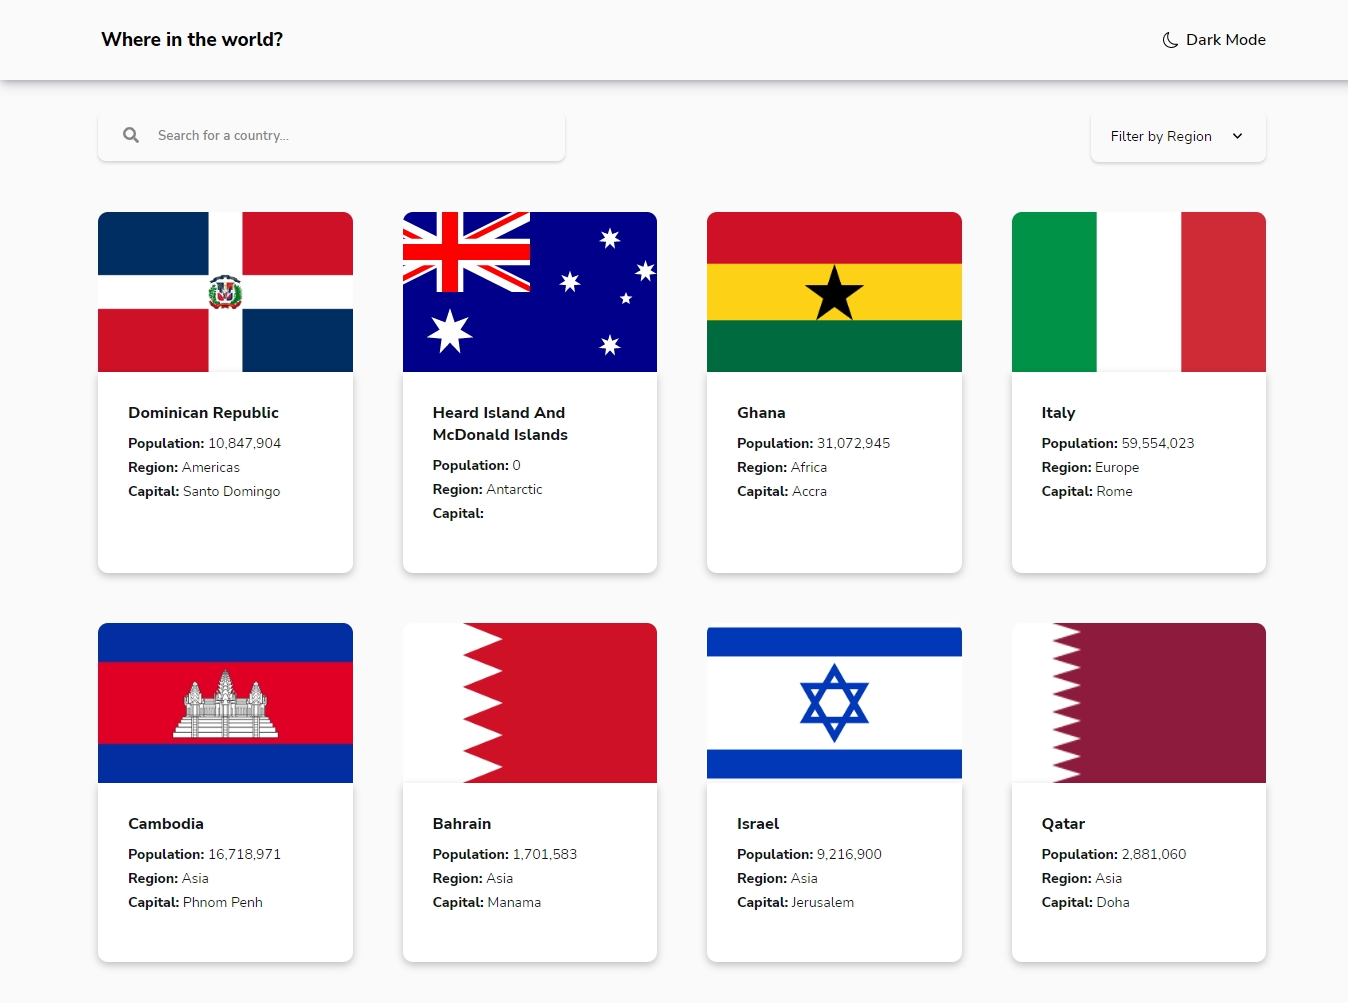 Where in the world?
Dark Mode
Search for a country...
Filter by Region
Dominican Republic
Population: 10,847,904
Region: Americas
Capital: Santo Domingo
Heard Island And
McDonald Islands
Population: 0
Region: Antarctic
Capital:
Ghana
Population: 31,072,945
Region: Africa
Capital: Accra
Italy
Population: 59,554,023
Region: Europe
Capital: Rome
Cambodia
Population: 16,718,971
Region: Asia
Capital: Phnom Penh
Bahrain
Population: 1,701,583
Region: Asia
Capital: Manama
Israel
Population: 9,216,900
Region: Asia
Capital: Jerusalem
Qatar
Population: 2,881,060
Region: Asia
Capital: Doha